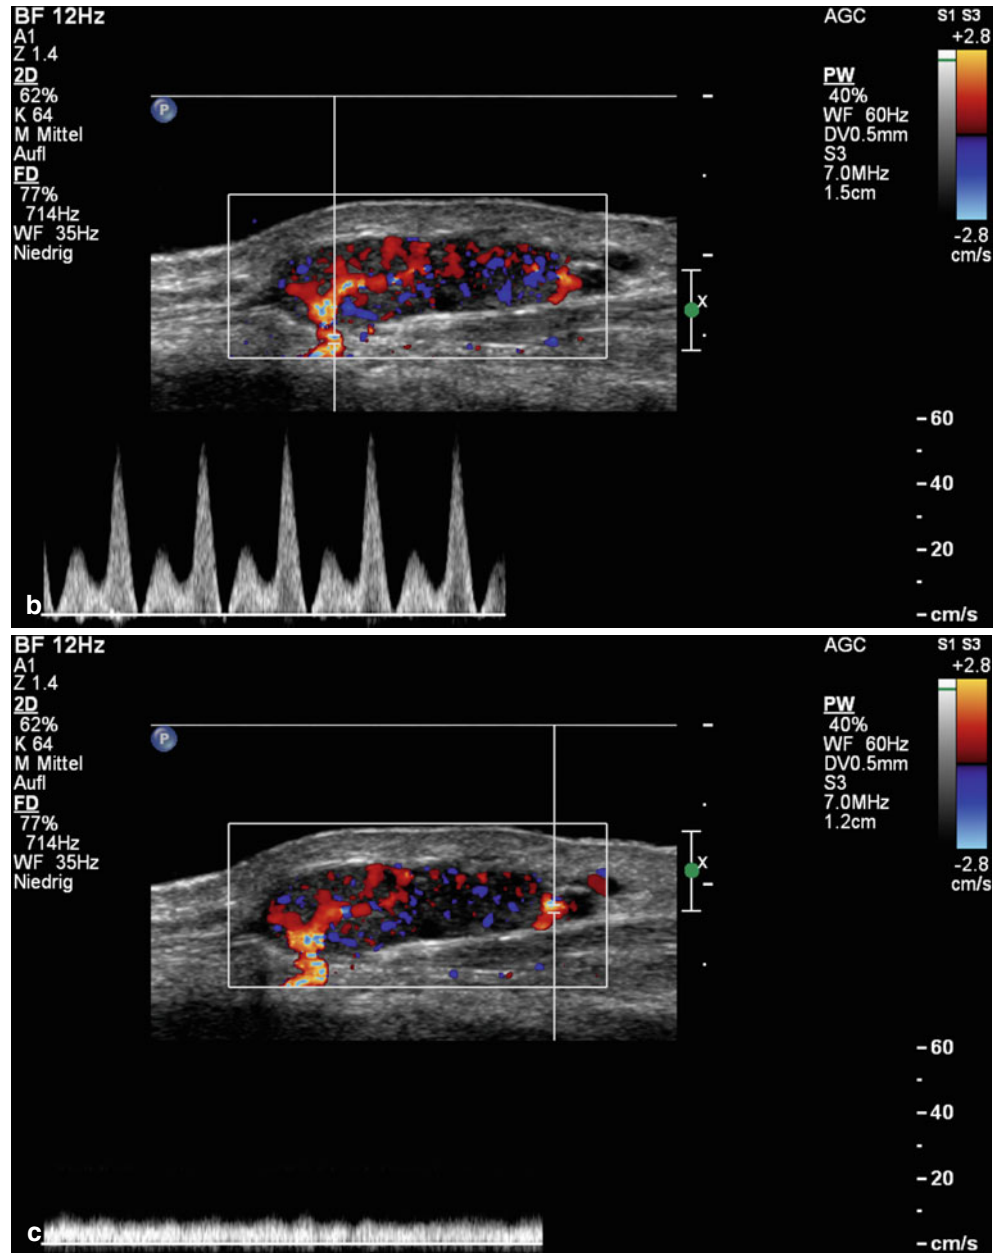 BF 12Hz
A1
Z 1.4
2D
62%
K 64
M Mittel
Aufl
FD
77%
714Hz
WF 35Hz
Niedrig
P
AGC
S1 S3
+2.8
PW
40%
WF 60Hz
DV0.5mm
S3
7.0MHz
1.5cm
-2.8
cm/s
x
60
40
20
cm/s
b
BF 12Hz
A1
Z 1.4
2D
62%
K 64
M Mittel
Aufl
FD
77%
714Hz
WF 35Hz
Niedrig
P
AGC
S1 S3
+2.8
PW
40%
WF 60Hz
DV0.5mm
S3
7.0MHz
1.2cm
-2.8
cm/s
x
60
40
20
cm/s
c